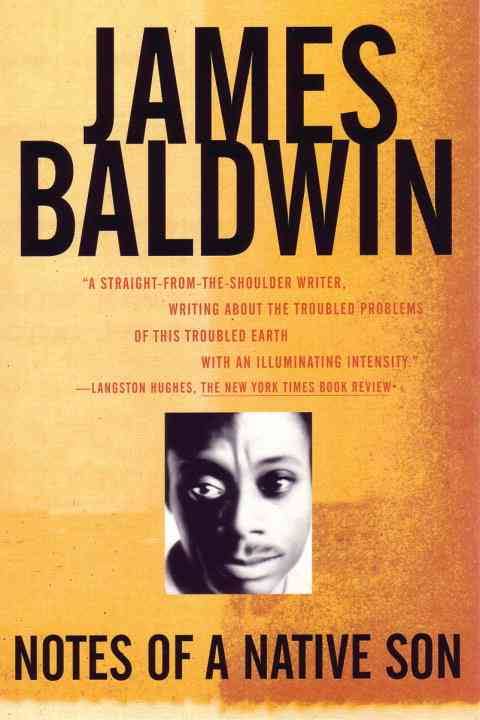 JAMES
BALDWIN
"A STRAIGHT-FROM-THE-SHOULDER WRITER,
WRITING ABOUT THE TROUBLED PROBLEMS
OF THIS TROUBLED EARTH
WITH AN ILLUMINATING INTENSITY."
—LANGSTON HUGHES, THE NEW YORK TIMES BOOK REVIEW•
NOTES OF A NATIVE SON